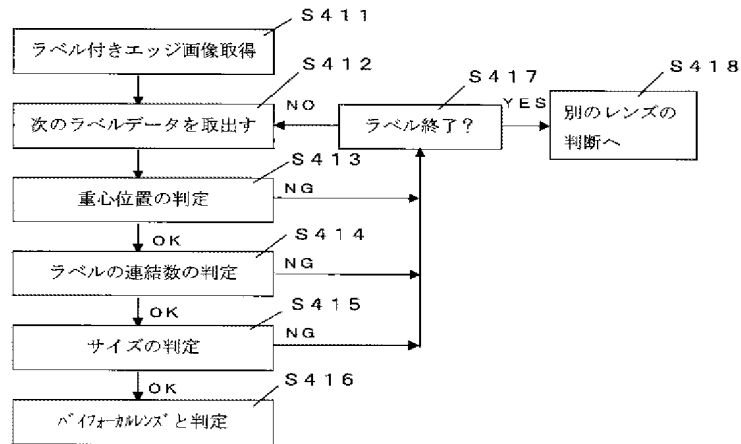 S411
ラベル付きエッジ画像取得
S412
次のラベルデータを取出す
NO
S417
ラベル終了？
YES
S418
別のレンズの
判断へ
S413
重心位置の判定
NG
OK
S414
ラベルの連結数の判定
NG
OK
S415
サイズの判定
NG
OK
S416
ﾊﾞｲﾌｫｰｶﾙﾚﾝｽﾞと判定